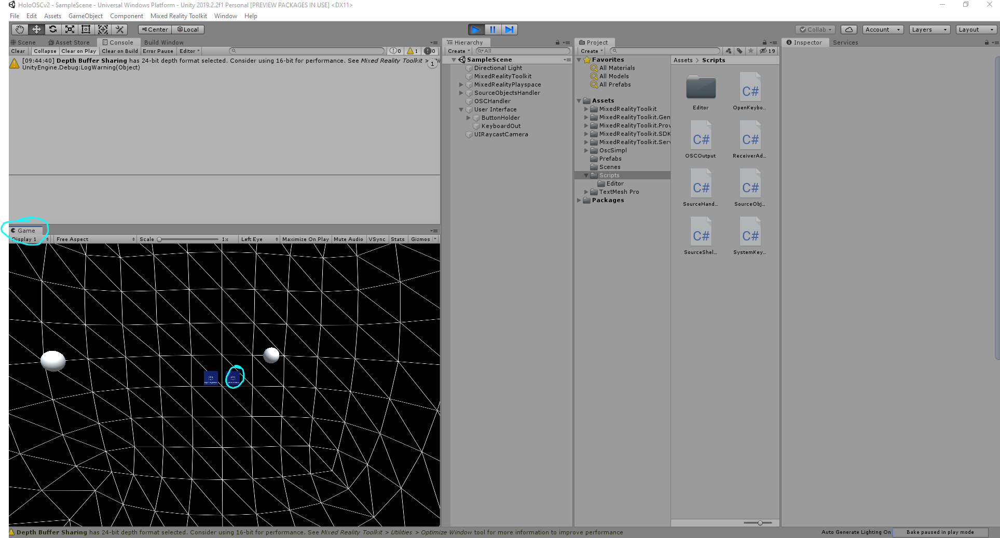 HoloOSCv2 - SampleScene - Universal Windows Platform - Unity 2019.2.2f1 Personal [PREVIEW PACKAGES IN USE] <DX11>
File Edit Assets GameObject Component Mixed Reality Toolkit Window Help
Center Local Collab Account Layers Layout
Scene Asset Store Console Build Window
Clear Collapse Clear on Play Clear on Build Error Pause Editor 0 1 0
[09:44:40] Depth Buffer Sharing has 24-bit depth format selected. Consider using 16-bit for performance. See Mixed Reality Toolkit >
UnityEngine.Debug:LogWarning(Object)
1
Game
Display 1 Free Aspect Scale 1x Left Eye Maximize On Play Mute Audio VSync Stats Gizmos
Hierarchy
Create All
SampleScene
Directional Light
MixedRealityToolkit
MixedRealityPlayspace
SourceObjectsHandler
OSCHandler
User Interface
ButtonHolder
KeyboardOut
UIRaycastCamera
Project
Create 19
Favorites
All Materials
All Models
All Prefabs
Assets
MixedRealityToolkit
MixedRealityToolkit.Gen
MixedRealityToolkit.Prov
MixedRealityToolkit.SDK
MixedRealityToolkit.Serv
OscSimpl
Prefabs
Scenes
Scripts
Editor
TextMesh Pro
Packages
Assets > Scripts
C#
Editor OpenKeybo...
C# C#
OSCOutput ReceiverAd...
C# C#
SourceHand... SourceObj...
C# C#
SourceShel... SystemKey...
Inspector Services
Depth Buffer Sharing has 24-bit depth format selected. Consider using 16-bit for performance. See Mixed Reality Toolkit > Utilities > Optimize Window tool for more information to improve performance
Auto Generate Lighting On Bake paused in play mode